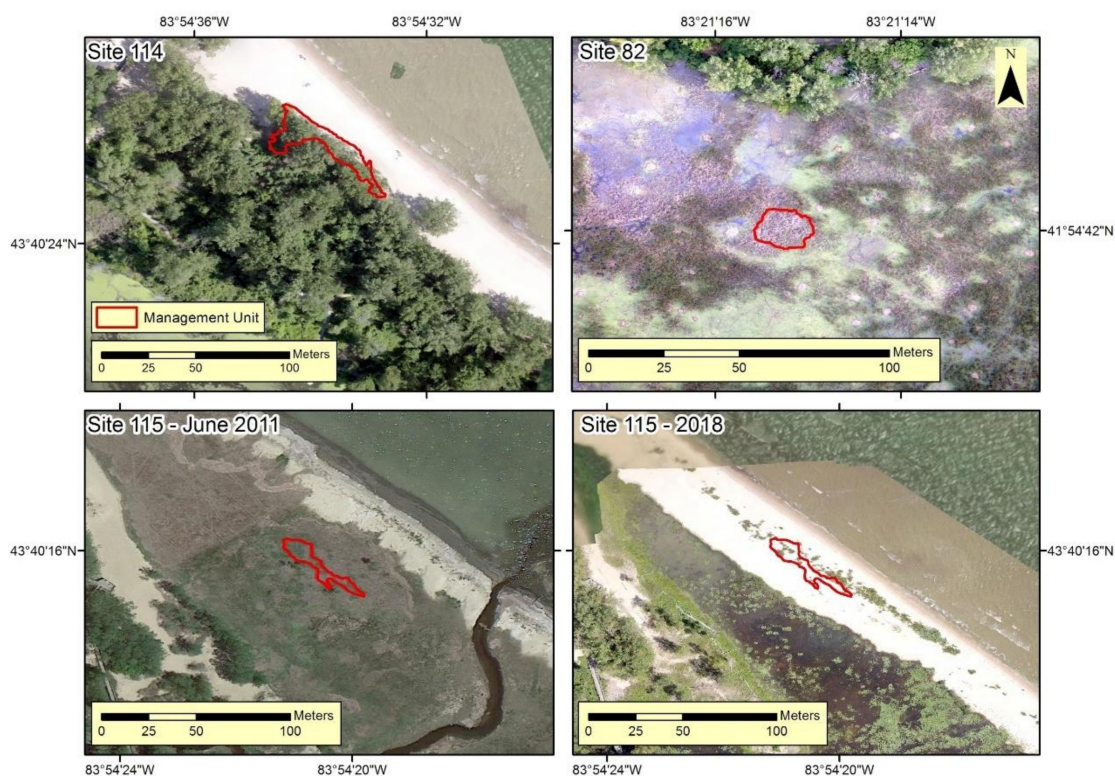 83°54'36"W 83°54'32"W 83°21'16"W 83°21'14"W
Site 114
Site 82
N
43°40'24"N
41°54'42"N
Management Unit
Meters
0 25 50 100
Meters
0 25 50 100
Site 115 - June 2011
Site 115 - 2018
43°40'16"N
43°40'16"N
Meters
0 25 50 100
Meters
0 25 50 100
83°54'24"W 83°54'20"W 83°54'24"W 83°54'20"W